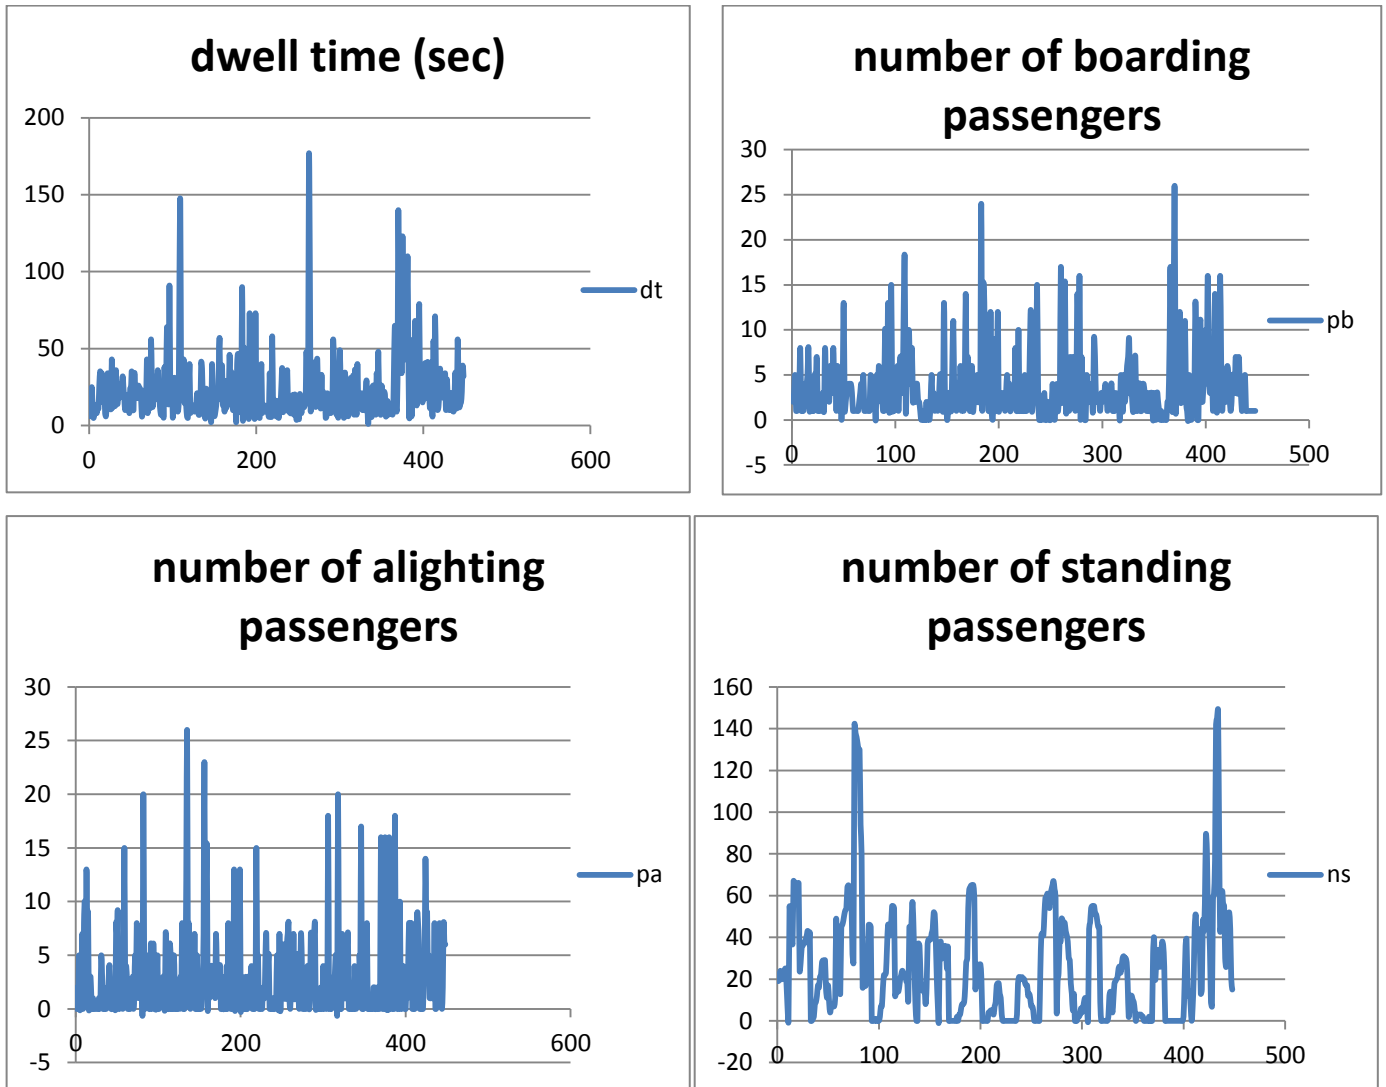 dwell time (sec)
200
150
100
50
0
0 200 400 600
dt
number of boarding
passengers
30
25
20
15
10
5
0
-5
0 100 200 300 400 500
pb
number of alighting
passengers
30
25
20
15
10
5
0
-5
0 200 400 600
pa
number of standing
passengers
160
140
120
100
80
60
40
20
0
-20
0 100 200 300 400 500
ns